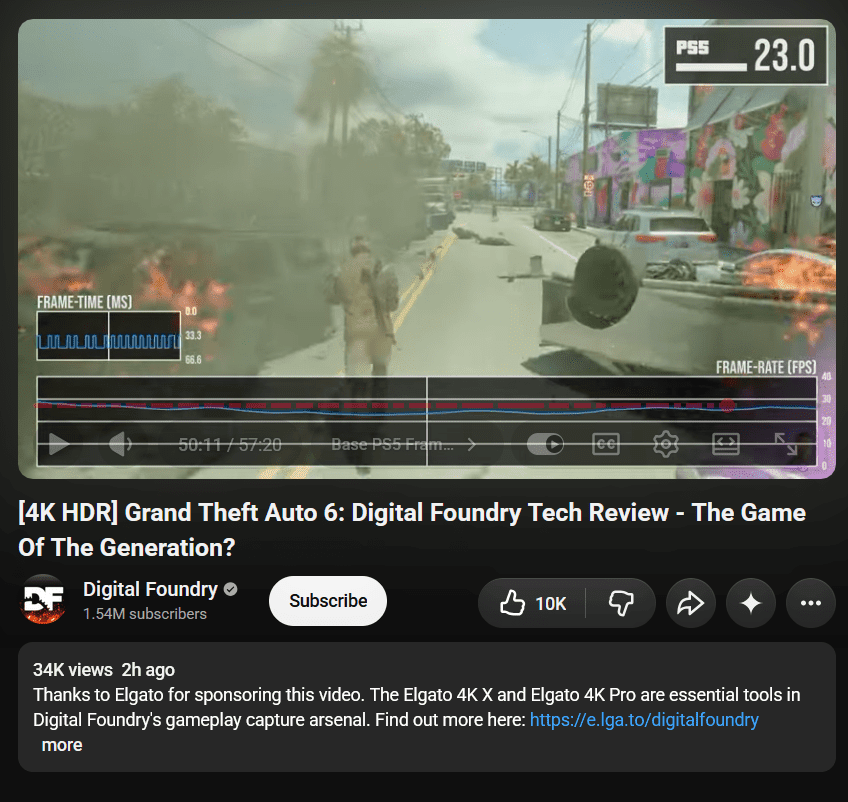 PS5
23.0
FRAME-TIME (MS)
0.0
33.3
66.6
FRAME-RATE (FPS)
30
20
10
0
50:11 / 57:20
Base PS5 Fram...
CC
[4K HDR] Grand Theft Auto 6: Digital Foundry Tech Review - The Game
Of The Generation?
DF
Digital Foundry
1.54M subscribers
Subscribe
10K
34K views 2h ago
Thanks to Elgato for sponsoring this video. The Elgato 4K X and Elgato 4K Pro are essential tools in
Digital Foundry's gameplay capture arsenal. Find out more here: https://e.lga.to/digitalfoundry
more